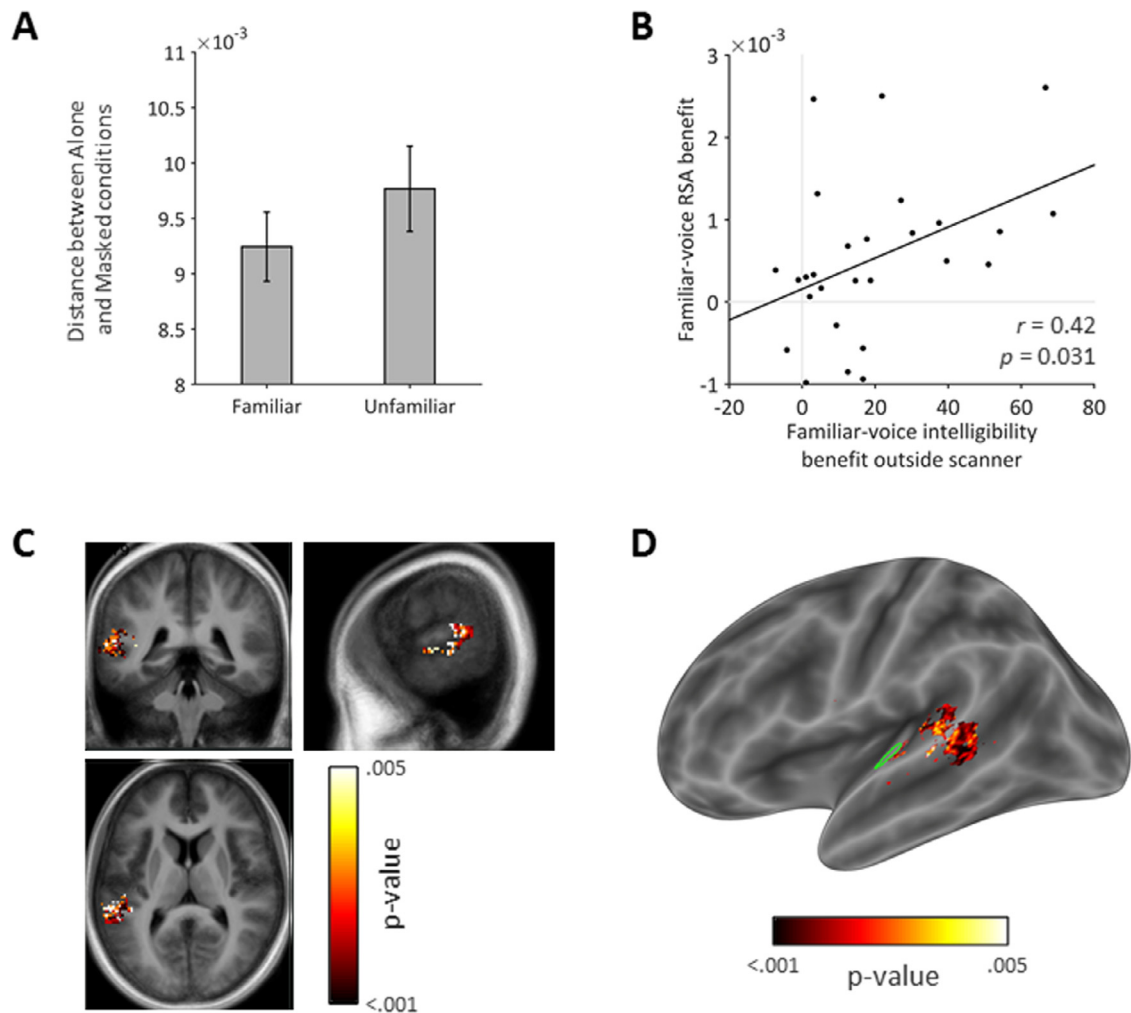 A
×10-3
11
10.5
10
9.5
9
8.5
8
Distance between Alone
and Masked conditions
Familiar
Unfamiliar
B
×10-3
3
2
1
0
-1
Familiar-voice RSA benefit
r = 0.42
p = 0.031
-20
0
20
40
60
80
Familiar-voice intelligibility
benefit outside scanner
C
.005
p-value
<.001
D
<.001
.005
p-value